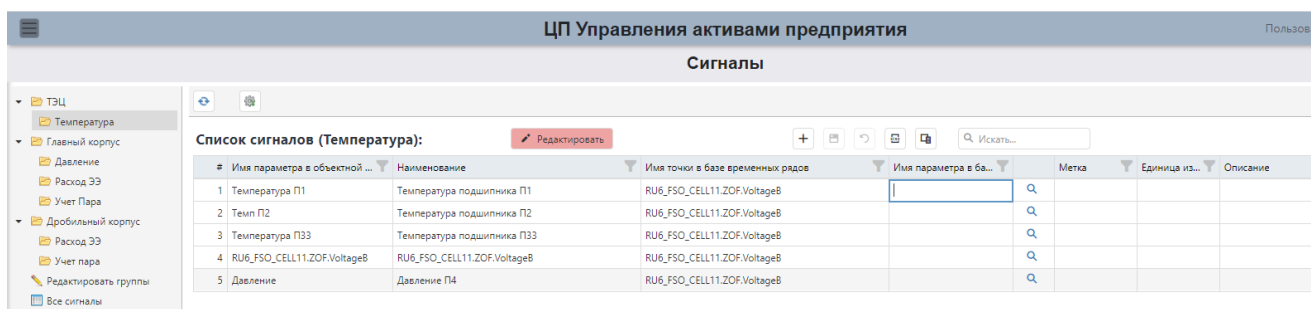 ЦП Управления активами предприятия
Пользов
Сигналы
ТЭЦ
Температура
Главный корпус
Давление
Расход ЭЭ
Учет Пара
Дробильный корпус
Расход ЭЭ
Учет пара
Редактировать группы
Все сигналы
Список сигналов (Температура):
Редактировать
Искать...
# Имя параметра в объектной ... Наименование Имя точки в базе временных рядов Имя параметра в ба... Метка Единица из... Описание
1 Температура П1 Температура подшипника П1 RU6_FSO_CELL11.ZOF.VoltageB
2 Темп П2 Температура подшипника П2 RU6_FSO_CELL11.ZOF.VoltageB
3 Температура П33 Температура подшипника П33 RU6_FSO_CELL11.ZOF.VoltageB
4 RU6_FSO_CELL11.ZOF.VoltageB RU6_FSO_CELL11.ZOF.VoltageB RU6_FSO_CELL11.ZOF.VoltageB
5 Давление Давление П4 RU6_FSO_CELL11.ZOF.VoltageB